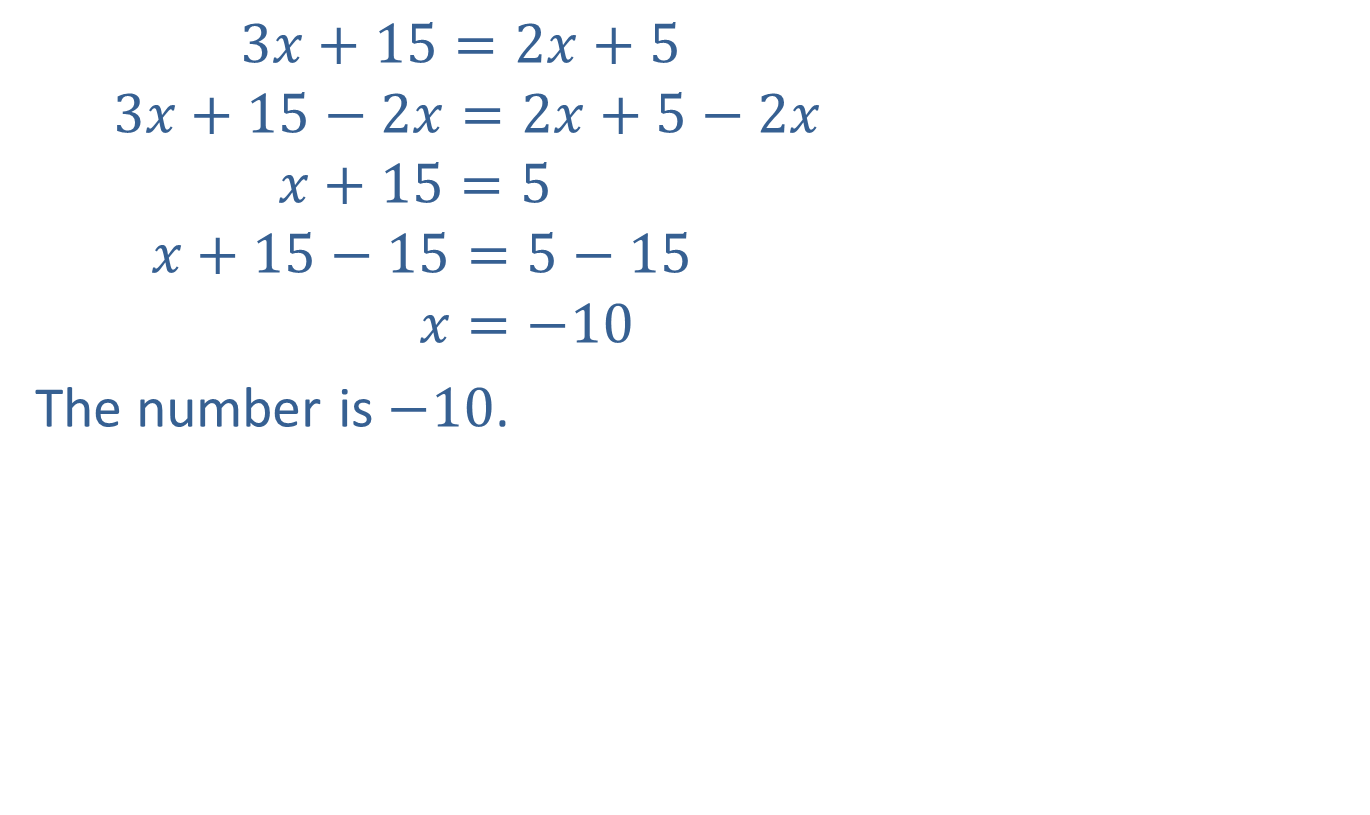 3x + 15 = 2x + 5
3x + 15 − 2x = 2x + 5 − 2x
x + 15 = 5
x + 15 − 15 = 5 − 15
x = −10
The number is −10.